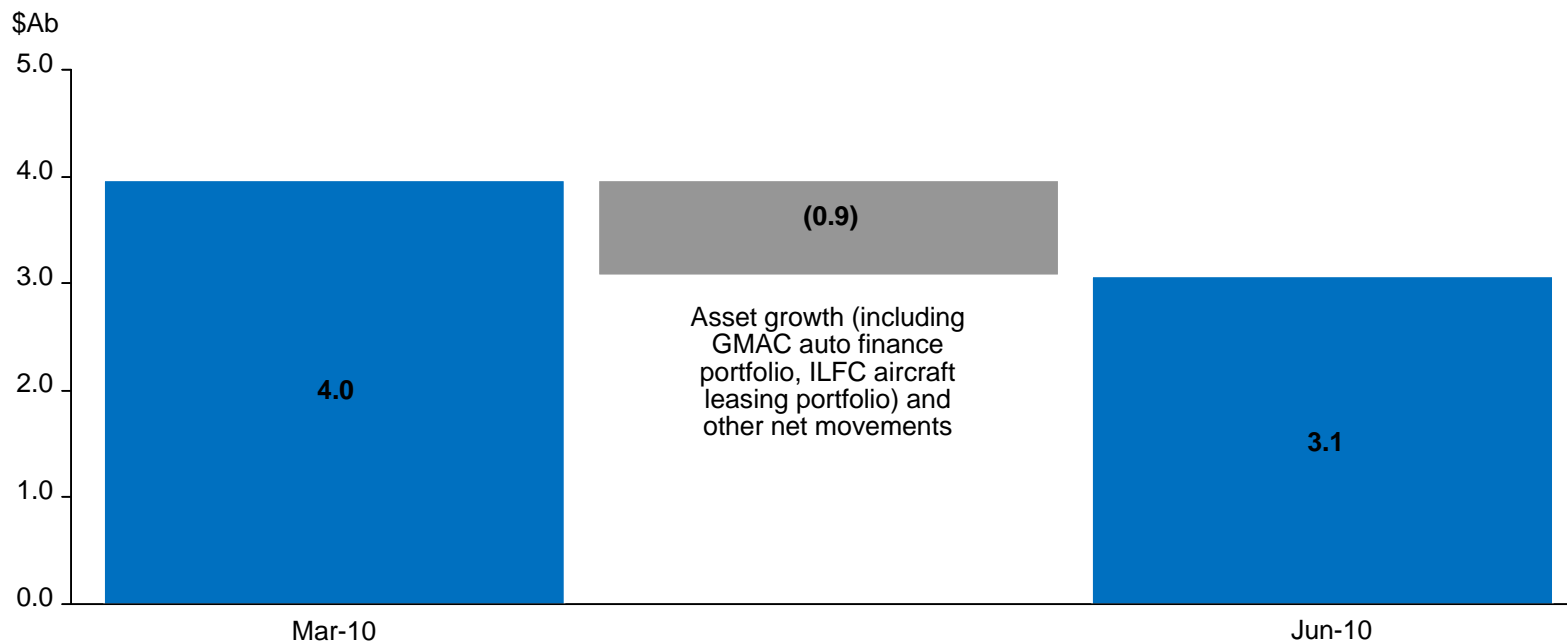 $Ab
5.0
4.0
3.0
2.0
1.0
0.0
4.0
(0.9)
Asset growth (including
GMAC auto finance
portfolio, ILFC aircraft
leasing portfolio) and
other net movements
3.1
Mar-10
Jun-10